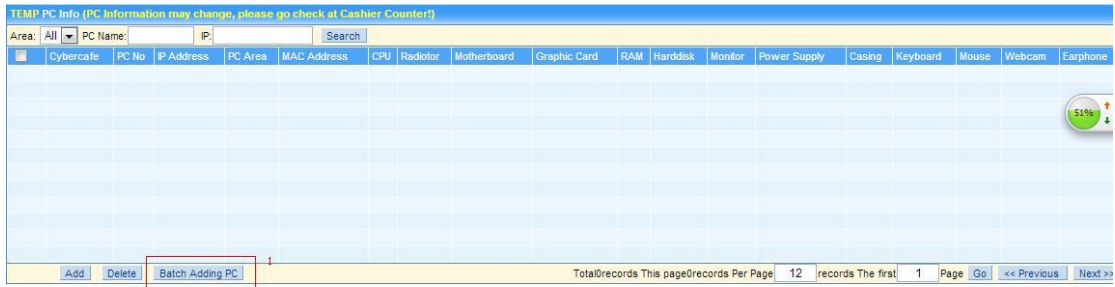 TEMP PC Info (PC Information may change, please go check at Cashier Counter!)
Area: All PC Name: IP: Search
Cybercafe PC No IP Address PC Area MAC Address CPU Radiotor Motherboard Graphic Card RAM Harddisk Monitor Power Supply Casing Keyboard Mouse Webcam Earphone
51%
1
Add Delete Batch Adding PC Total0records This page0records Per Page 12 records The first 1 Page Go << Previous Next >>